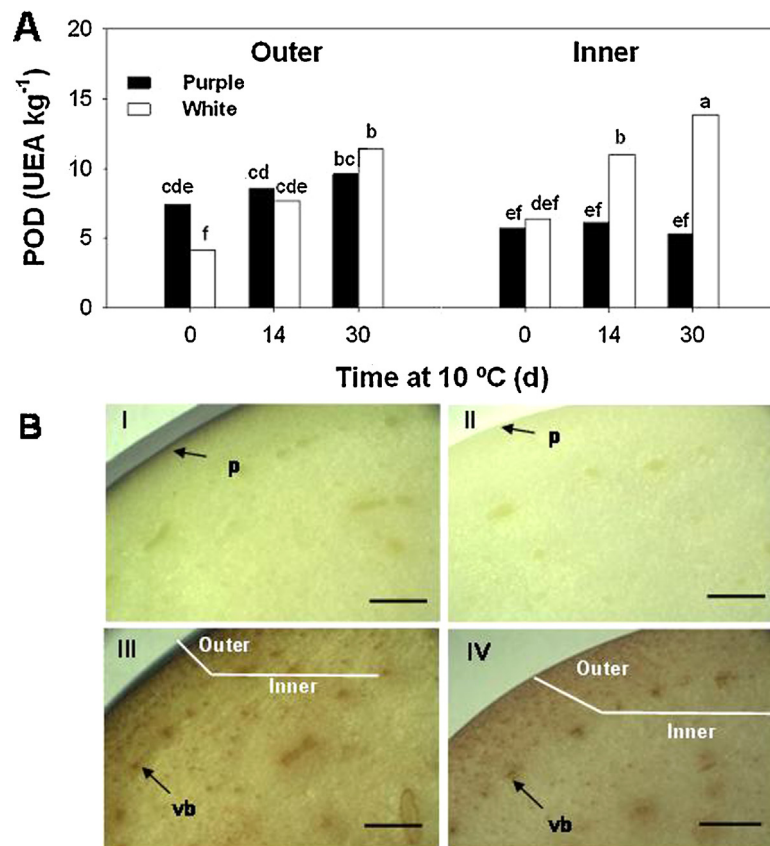 A
POD (UEA kg-1)
20
15
10
5
0
Outer
Inner
Purple
White
cde
f
cd
cde
bc
b
ef
def
ef
b
ef
a
0
14
30
0
14
30
Time at 10 ºC (d)
B
I
p
II
p
III
Outer
Inner
vb
IV
Outer
Inner
vb